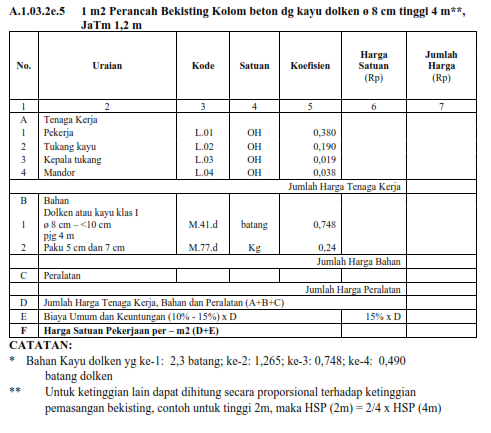 A.1.03.2e.5 1 m2 Perancah Bekisting Kolom beton dg kayu dolken ø 8 cm tinggi 4 m**,
JaTm 1,2 m
No. Uraian Kode Satuan Koefisien Harga Satuan (Rp) Jumlah Harga (Rp)
1 2 3 4 5 6 7
A Tenaga Kerja
1 Pekerja L.01 OH 0,380
2 Tukang kayu L.02 OH 0,190
3 Kepala tukang L.03 OH 0,019
4 Mandor L.04 OH 0,038
Jumlah Harga Tenaga Kerja
B Bahan
Dolken atau kayu klas I
1 ø 8 cm – <10 cm M.41.d batang 0,748
pjg 4 m
2 Paku 5 cm dan 7 cm M.77.d Kg 0,24
Jumlah Harga Bahan
C Peralatan
Jumlah Harga Peralatan
D Jumlah Harga Tenaga Kerja, Bahan dan Peralatan (A+B+C)
E Biaya Umum dan Keuntungan (10% - 15%) x D 15% x D
F Harga Satuan Pekerjaan per – m2 (D+E)
CATATAN:
* Bahan Kayu dolken yg ke-1: 2,3 batang; ke-2: 1,265; ke-3: 0,748; ke-4: 0,490
batang dolken
** Untuk ketinggian lain dapat dihitung secara proporsional terhadap ketinggian
pemasangan bekisting, contoh untuk tinggi 2m, maka HSP (2m) = 2/4 x HSP (4m)